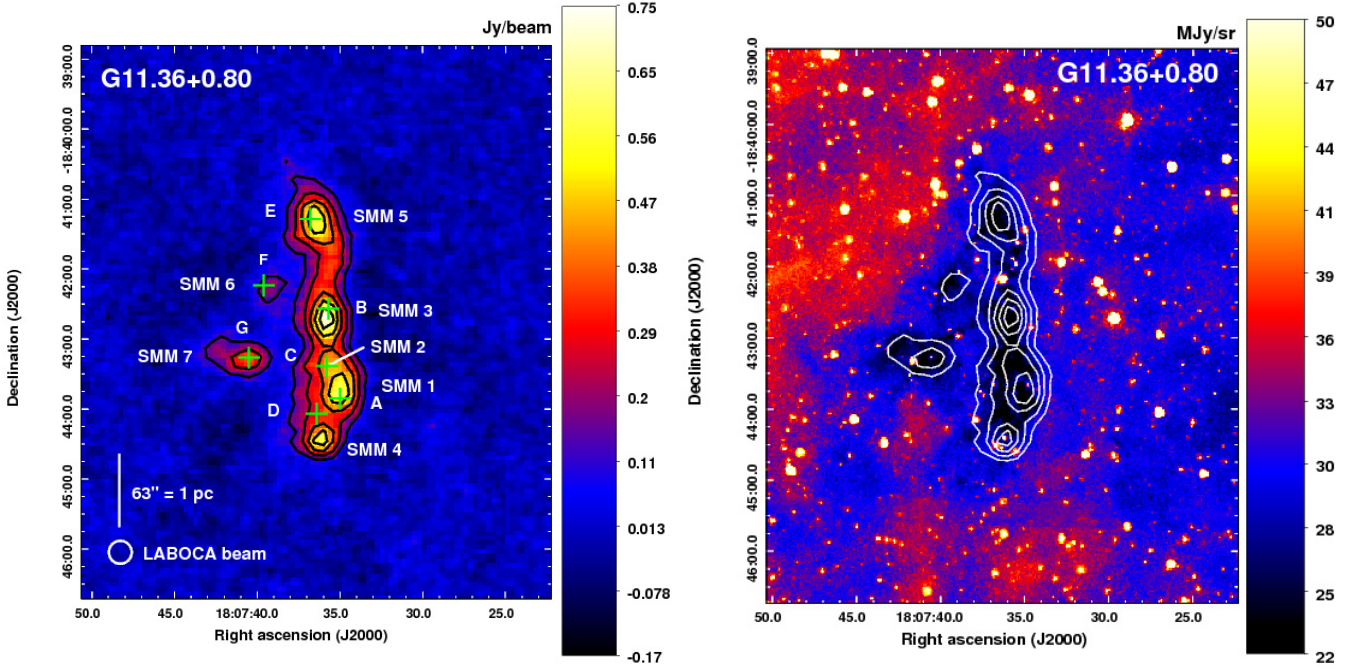 Jy/beam
G11.36+0.80
E
SMM 5
F
SMM 6
B
SMM 3
G
SMM 7
C
SMM 2
SMM 1
A
D
SMM 4
63" = 1 pc
LABOCA beam
39:00.0
-18:40:00.0
41:00.0
42:00.0
43:00.0
44:00.0
45:00.0
46:00.0
Declination (J2000)
50.0 45.0 18:07:40.0 35.0 30.0 25.0
Right ascension (J2000)
0.75
0.65
0.56
0.47
0.38
0.29
0.2
0.11
0.013
-0.078
-0.17
MJy/sr
G11.36+0.80
39:00.0
-18:40:00.0
41:00.0
42:00.0
43:00.0
44:00.0
45:00.0
46:00.0
Declination (J2000)
50.0 45.0 18:07:40.0 35.0 30.0 25.0
Right ascension (J2000)
50
47
44
41
39
36
33
30
28
25
22